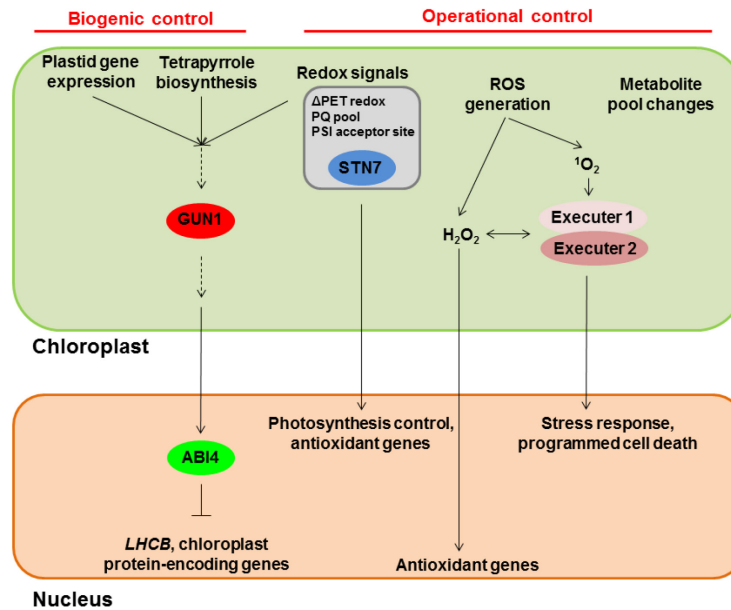 Biogenic control
Operational control
Plastid gene
expression
Tetrapyrrole
biosynthesis
Redox signals
ΔPET redox
PQ pool
PSI acceptor site
STN7
ROS
generation
Metabolite
pool changes
¹O₂
GUN1
H₂O₂
Executer 1
Executer 2
Chloroplast
Photosynthesis control,
antioxidant genes
Stress response,
programmed cell death
ABI4
LHCB, chloroplast
protein-encoding genes
Antioxidant genes
Nucleus